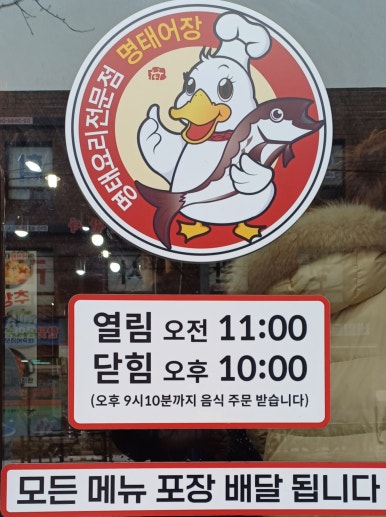 명태요리전문점 명태어장
열림 오전 11:00
닫힘 오후 10:00
(오후 9시10분까지 음식 주문 받습니다)
모든 메뉴 포장 배달 됩니다